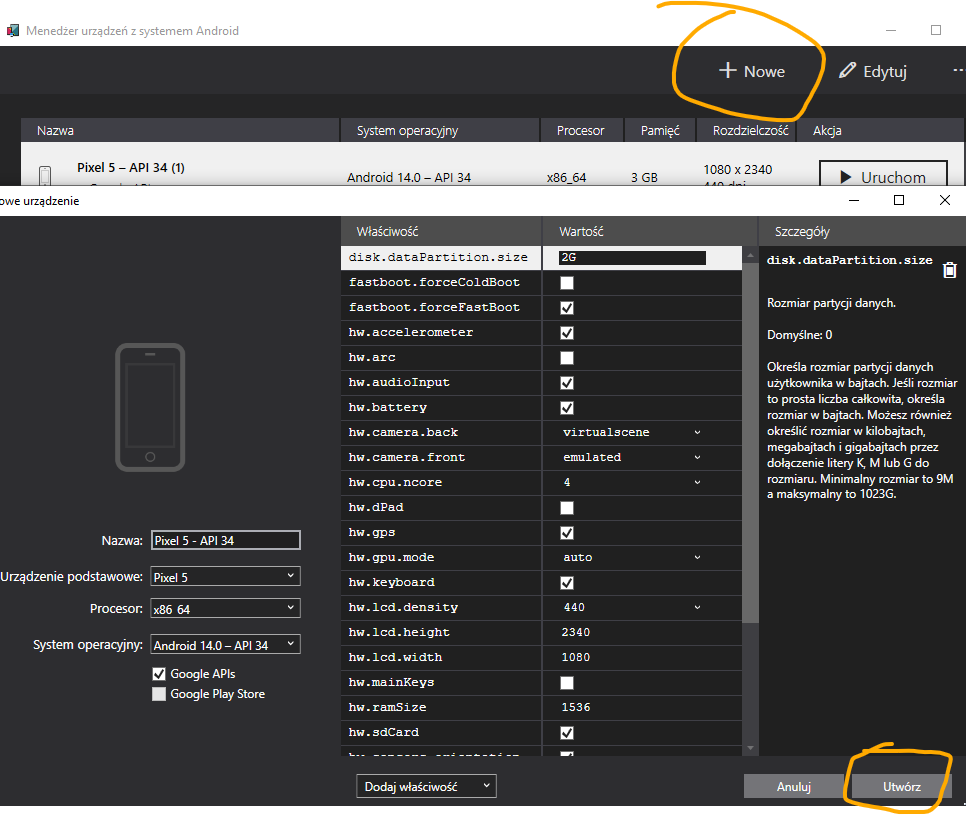 Menedżer urządzeń z systemem Android
+ Nowe Edytuj
Nazwa System operacyjny Procesor Pamięć Rozdzielczość Akcja
Pixel 5 – API 34 (1) Android 14.0 – API 34 x86_64 3 GB 1080 x 2340 Uruchom
owe urządzenie
Właściwość Wartość Szczegóły
disk.dataPartition.size 2G
fastboot.forceColdBoot
fastboot.forceFastBoot
hw.accelerometer
hw.arc
hw.audioInput
hw.battery
hw.camera.back virtualscene
hw.camera.front emulated
hw.cpu.ncore 4
hw.dPad
hw.gps
hw.gpu.mode auto
hw.keyboard
hw.lcd.density 440
hw.lcd.height 2340
hw.lcd.width 1080
hw.mainKeys
hw.ramSize 1536
hw.sdCard
disk.dataPartition.size
Rozmiar partycji danych.
Domyślne: 0
Określa rozmiar partycji danych
użytkownika w bajtach. Jeśli rozmiar
to prosta liczba całkowita, określa
rozmiar w bajtach. Możesz również
określić rozmiar w kilobajtach,
megabajtach i gigabajtach przez
dołączenie litery K, M lub G do
rozmiaru. Minimalny rozmiar to 9M
a maksymalny to 1023G.
Nazwa: Pixel 5 - API 34
Urządzenie podstawowe: Pixel 5
Procesor: x86_64
System operacyjny: Android 14.0 – API 34
Google APIs
Google Play Store
Dodaj właściwość Anuluj Utwórz